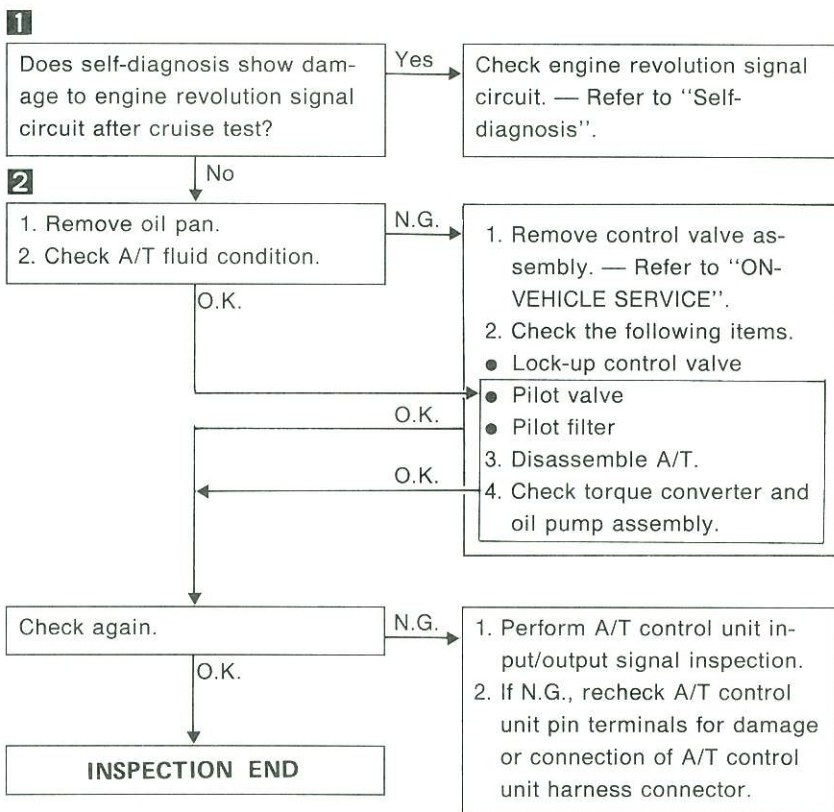 1
Does self-diagnosis show dam-
age to engine revolution signal
circuit after cruise test?
Yes
Check engine revolution signal
circuit. — Refer to "Self-
diagnosis".
No
2
1. Remove oil pan.
2. Check A/T fluid condition.
N.G.
O.K.
1. Remove control valve as-
sembly. — Refer to "ON-
VEHICLE SERVICE".
2. Check the following items.
● Lock-up control valve
● Pilot valve
● Pilot filter
3. Disassemble A/T.
4. Check torque converter and
oil pump assembly.
O.K.
O.K.
Check again.
N.G.
O.K.
1. Perform A/T control unit in-
put/output signal inspection.
2. If N.G., recheck A/T control
unit pin terminals for damage
or connection of A/T control
unit harness connector.
INSPECTION END